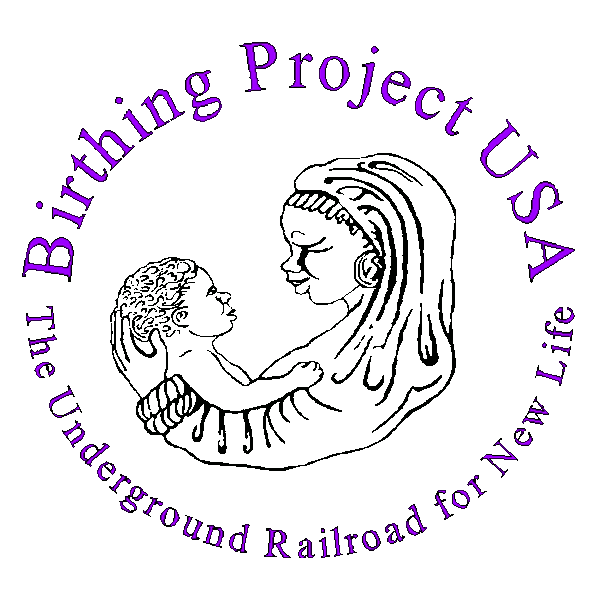 Birthing Project USA
The Underground Railroad for New Life